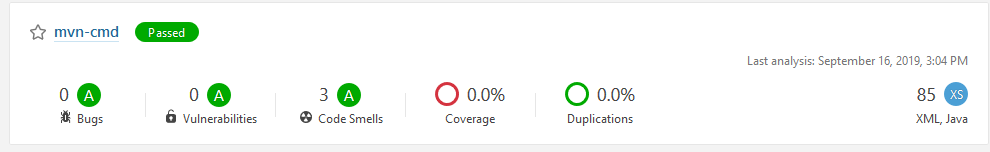 mvn-cmd Passed
Last analysis: September 16, 2019, 3:04 PM
0 A 0 A 3 A 0.0% 0.0% 85 XS
Bugs Vulnerabilities Code Smells Coverage Duplications XML, Java